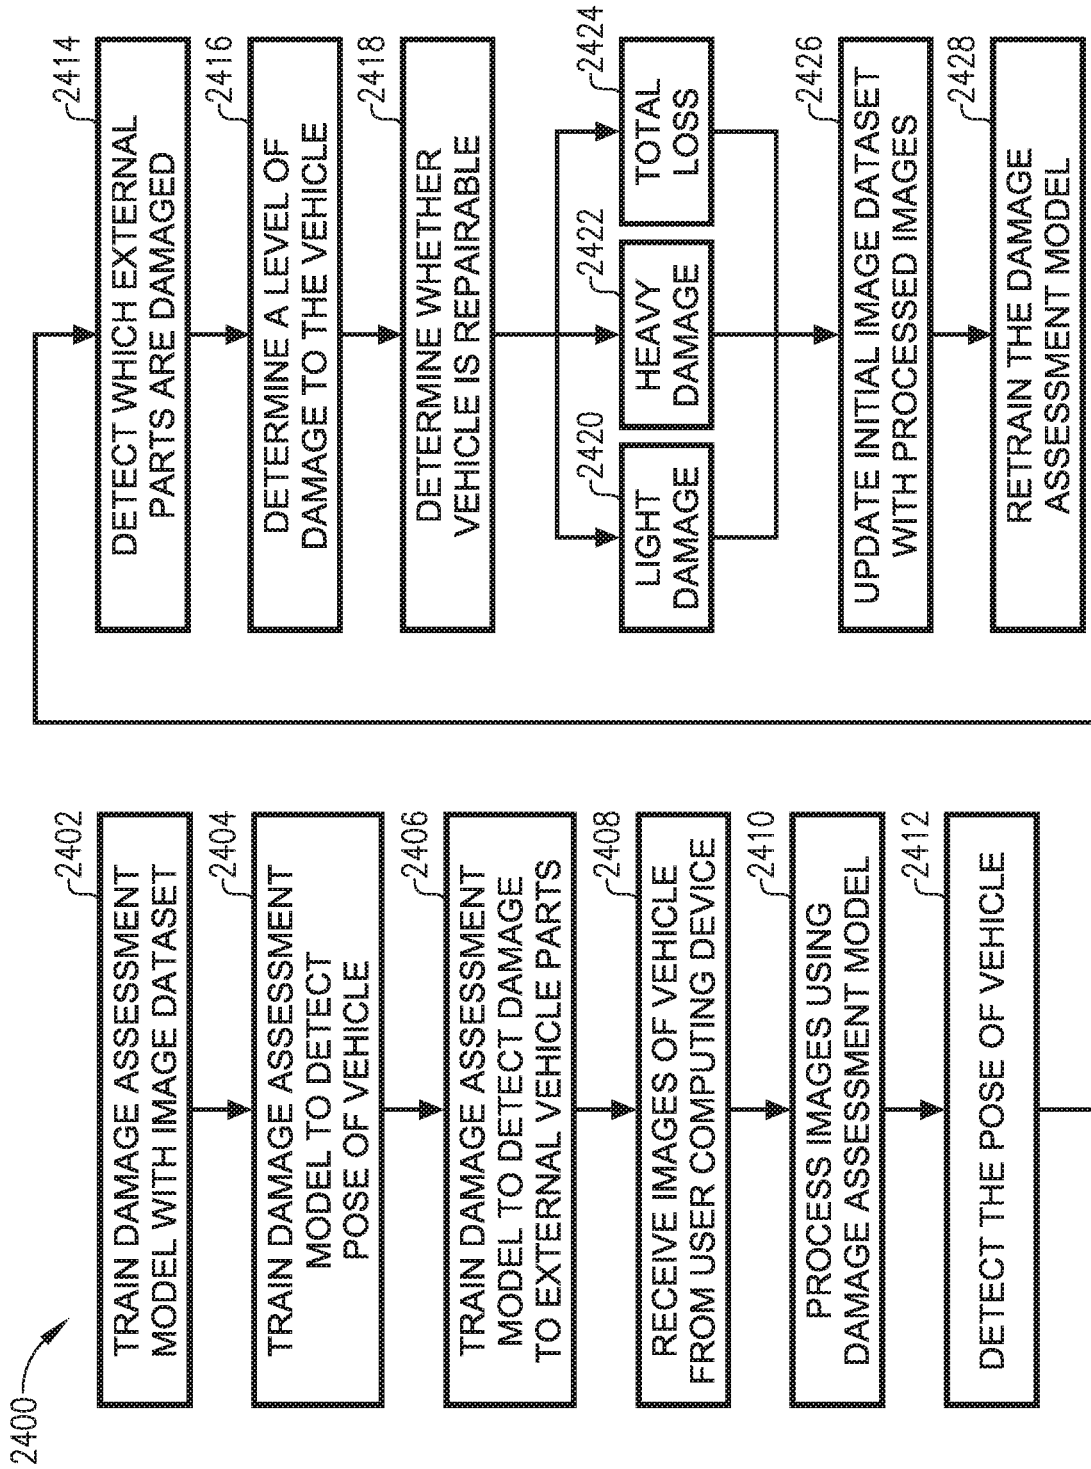 2400
2402
TRAIN DAMAGE ASSESSMENT
MODEL WITH IMAGE DATASET
2404
TRAIN DAMAGE ASSESSMENT
MODEL TO DETECT
POSE OF VEHICLE
2406
TRAIN DAMAGE ASSESSMENT
MODEL TO DETECT DAMAGE
TO EXTERNAL VEHICLE PARTS
2408
RECEIVE IMAGES OF VEHICLE
FROM USER COMPUTING DEVICE
2410
PROCESS IMAGES USING
DAMAGE ASSESSMENT MODEL
2412
DETECT THE POSE OF VEHICLE
2414
DETECT WHICH EXTERNAL
PARTS ARE DAMAGED
2416
DETERMINE A LEVEL OF
DAMAGE TO THE VEHICLE
2418
DETERMINE WHETHER
VEHICLE IS REPAIRABLE
2420
LIGHT
DAMAGE
2422
HEAVY
DAMAGE
2424
TOTAL
LOSS
2426
UPDATE INITIAL IMAGE DATASET
WITH PROCESSED IMAGES
2428
RETRAIN THE DAMAGE
ASSESSMENT MODEL